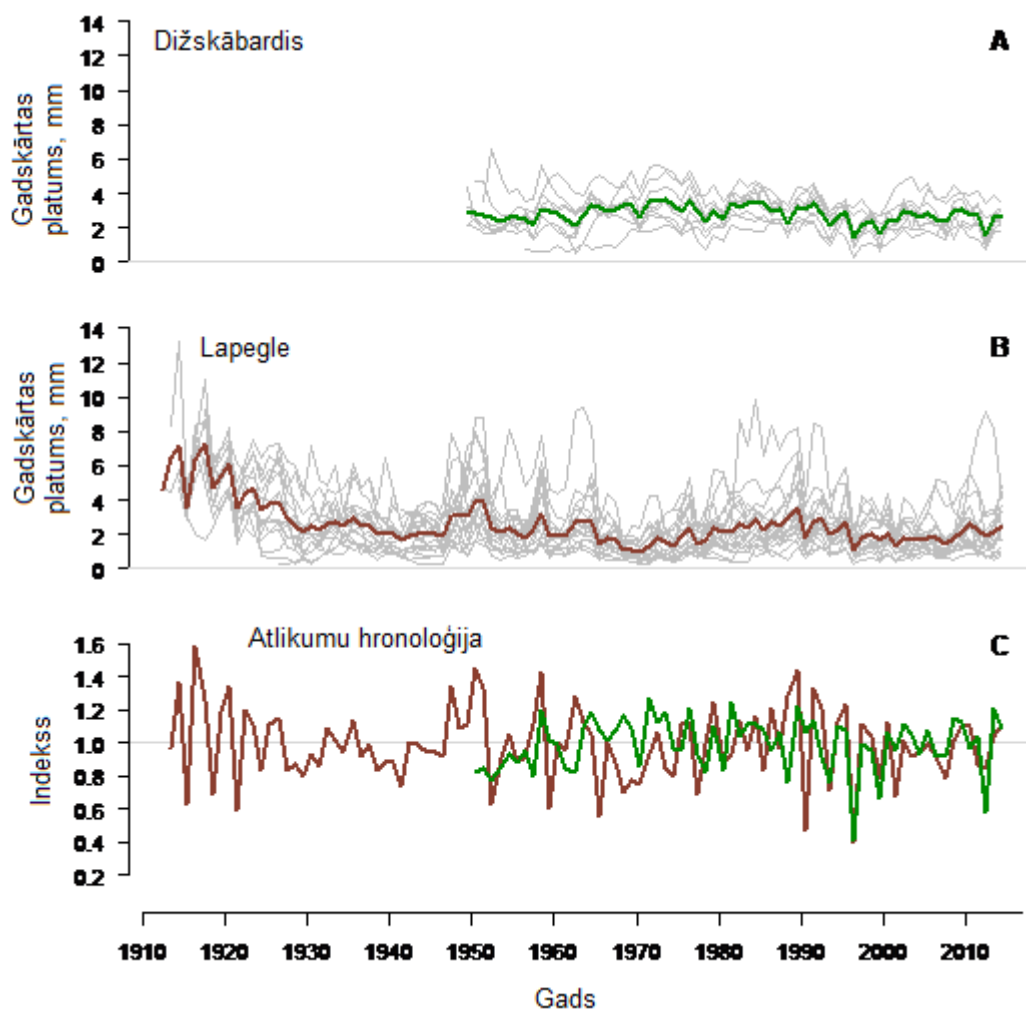 Dižskābardis
A
Gadskārtas
platums, mm
14
12
10
8
6
4
2
0
Lapegle
B
Gadskārtas
platums, mm
14
12
10
8
6
4
2
0
Atlikumu hronoloģija
C
Indekss
1.6
1.4
1.2
1.0
0.8
0.6
0.4
0.2
1910 1920 1930 1940 1950 1960 1970 1980 1990 2000 2010
Gads